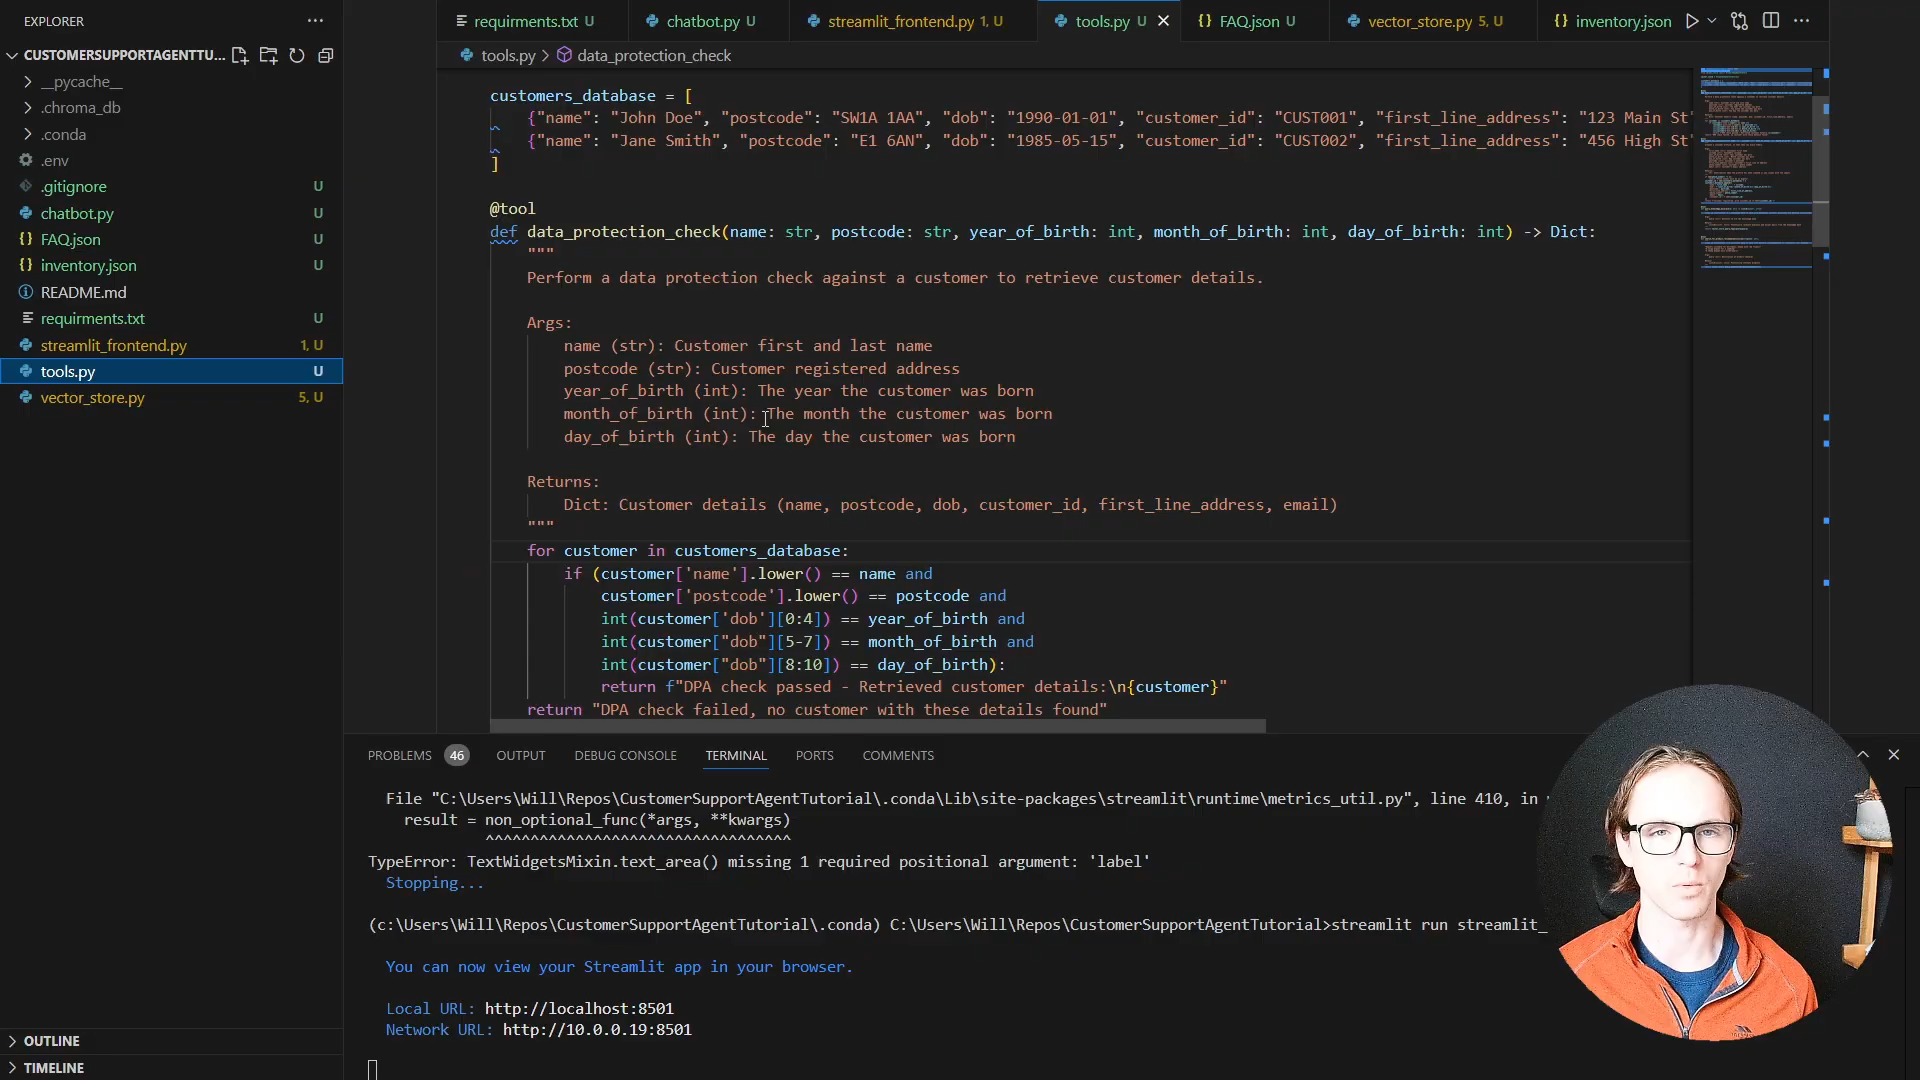 EXPLORER
CUSTOMERSUPPORTAGENTTU...
__pycache__
.chroma_db
.conda
.env
.gitignore U
chatbot.py U
FAQ.json U
inventory.json U
README.md
requirments.txt U
streamlit_frontend.py 1, U
tools.py U
vector_store.py 5, U
OUTLINE
TIMELINE
requirments.txt U
chatbot.py U
streamlit_frontend.py 1, U
tools.py U
FAQ.json U
vector_store.py 5, U
inventory.json
tools.py > data_protection_check
customers_database = [
{"name": "John Doe", "postcode": "SW1A 1AA", "dob": "1990-01-01", "customer_id": "CUST001", "first_line_address": "123 Main St"
{"name": "Jane Smith", "postcode": "E1 6AN", "dob": "1985-05-15", "customer_id": "CUST002", "first_line_address": "456 High St"
]
@tool
def data_protection_check(name: str, postcode: str, year_of_birth: int, month_of_birth: int, day_of_birth: int) -> Dict:
"""
Perform a data protection check against a customer to retrieve customer details.
Args:
name (str): Customer first and last name
postcode (str): Customer registered address
year_of_birth (int): The year the customer was born
month_of_birth (int): The month the customer was born
day_of_birth (int): The day the customer was born
Returns:
Dict: Customer details (name, postcode, dob, customer_id, first_line_address, email)
"""
for customer in customers_database:
if (customer['name'].lower() == name and
customer['postcode'].lower() == postcode and
int(customer['dob'][0:4]) == year_of_birth and
int(customer["dob"][5-7]) == month_of_birth and
int(customer["dob"][8:10]) == day_of_birth):
return f"DPA check passed - Retrieved customer details:\n{customer}"
return "DPA check failed, no customer with these details found"
PROBLEMS 46 OUTPUT DEBUG CONSOLE TERMINAL PORTS COMMENTS
File "C:\Users\Will\Repos\CustomerSupportAgentTutorial\.conda\Lib\site-packages\streamlit\runtime\metrics_util.py", line 410, in
result = non_optional_func(*args, **kwargs)
^^^^^^^^^^^^^^^^^^^^^^^^^^^^^^^^^^
TypeError: TextWidgetsMixin.text_area() missing 1 required positional argument: 'label'
Stopping...
(c:\Users\Will\Repos\CustomerSupportAgentTutorial\.conda) C:\Users\Will\Repos\CustomerSupportAgentTutorial>streamlit run streamlit_
You can now view your Streamlit app in your browser.
Local URL: http://localhost:8501
Network URL: http://10.0.0.19:8501